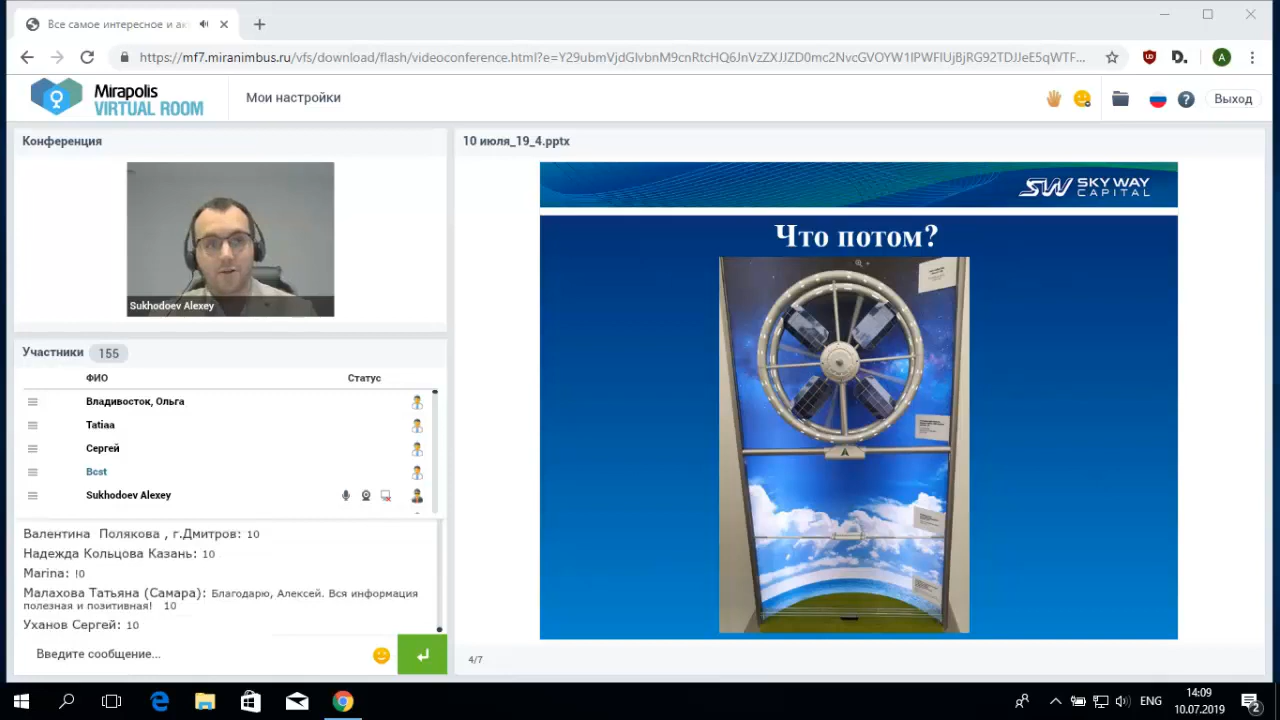 Все самое интересное и ак
https://mf7.miranimbus.ru/vfs/download/flash/videoconference.html?e=Y29ubmVjdGlvbnM9cnRtcHQ6JnVzZXJJZD0mc2NvcGVOYW1lPWFlUjBjRG92TDJJeE5qWTF...
A
Mirapolis
VIRTUAL ROOM
Мои настройки
Выход
Конференция
Sukhodoev Alexey
Участники 155
ФИО Статус
Владивосток, Ольга
Tatiaa
Сергей
Bcst
Sukhodoev Alexey
Валентина Полякова , г.Дмитров: 10
Надежда Кольцова Казань: 10
Marina: !0
Малахова Татьяна (Самара): Благодарю, Алексей. Вся информация
полезная и позитивная! 10
Уханов Сергей: 10
Введите сообщение...
10 июля_19_4.pptx
SW SKY WAY
CAPITAL
Что потом?
4/7
ENG
14:09
10.07.2019
2